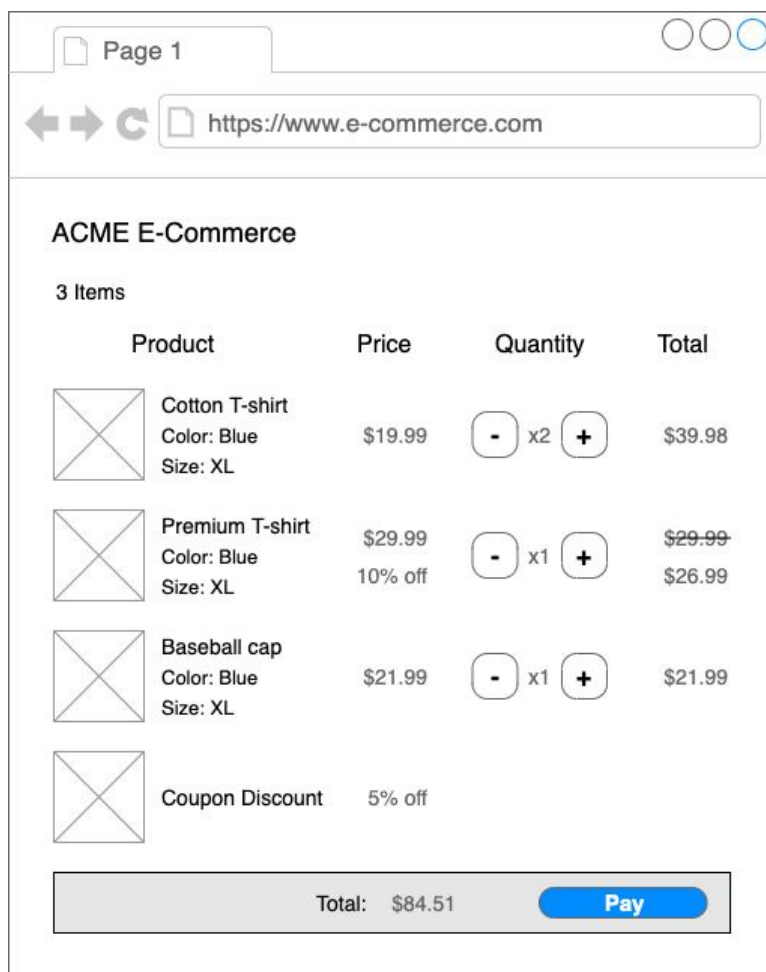 Page 1
https://www.e-commerce.com
ACME E-Commerce
3 Items
Product Price Quantity Total
Cotton T-shirt
Color: Blue
Size: XL
$19.99 - x2 + $39.98
Premium T-shirt
Color: Blue
Size: XL
$29.99
10% off
- x1 +
$29.99
$26.99
Baseball cap
Color: Blue
Size: XL
$21.99 - x1 + $21.99
Coupon Discount 5% off
Total: $84.51 Pay